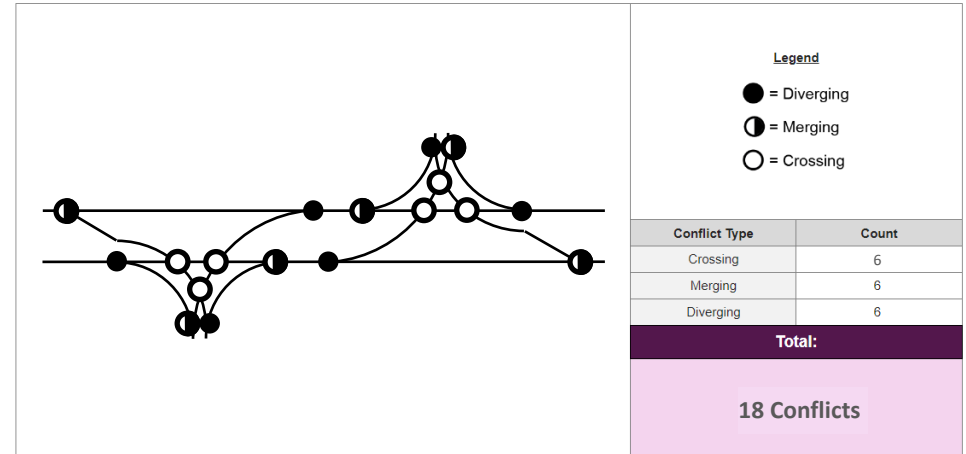 Legend
= Diverging
= Merging
= Crossing
Conflict Type Count
Crossing 6
Merging 6
Diverging 6
Total:
18 Conflicts